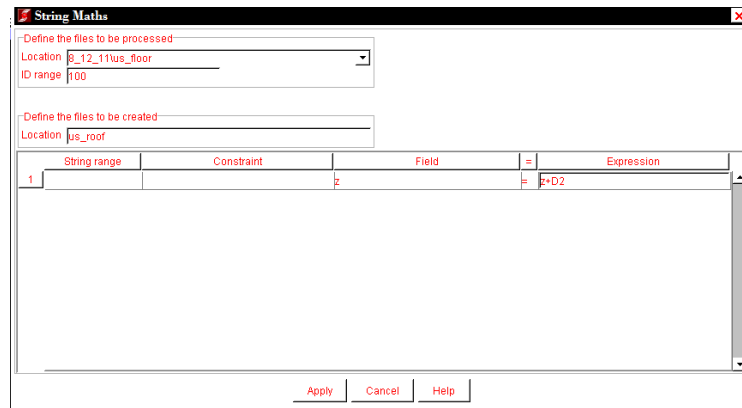 String Maths
Define the files to be processed
Location 8_12_11\us_floor
ID range 100
Define the files to be created
Location us_roof
String range Constraint Field = Expression
1 z = z+D2
Apply Cancel Help